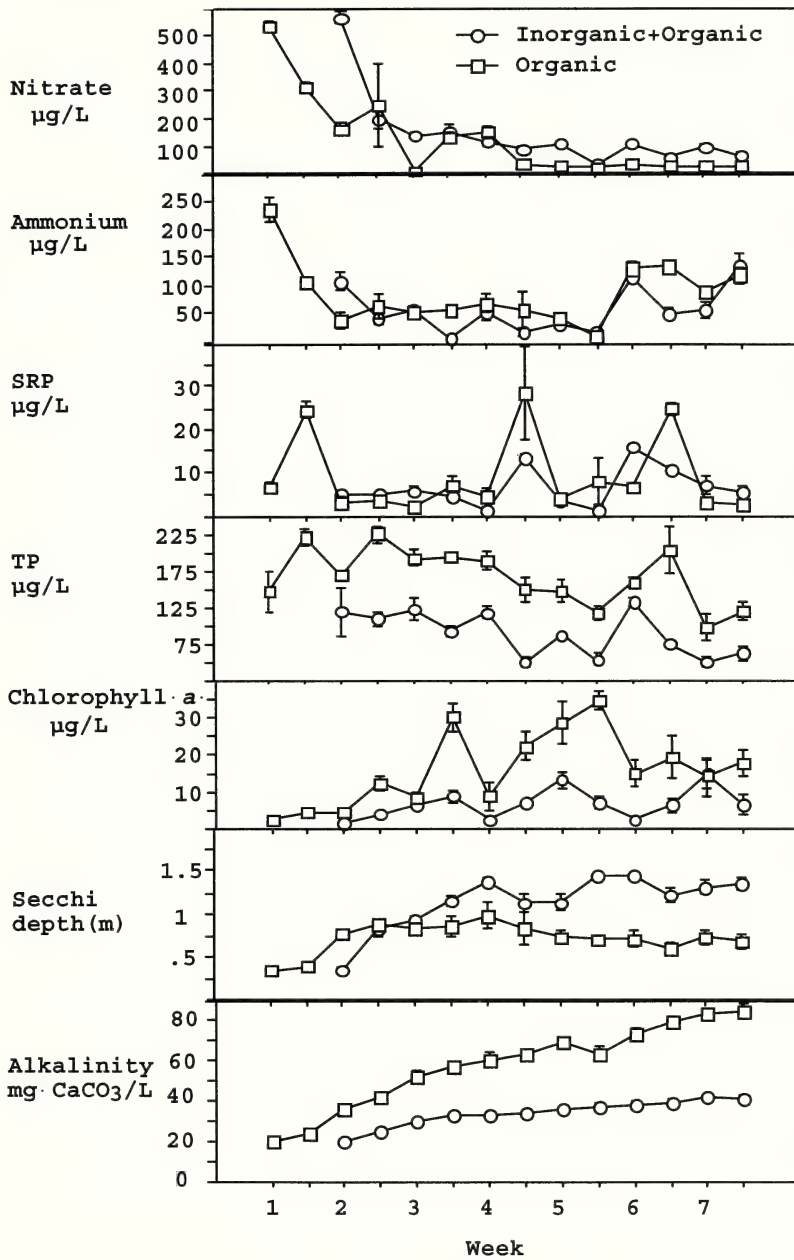 Inorganic+Organic
Organic
Nitrate
µg/L
500
400
300
200
100
Ammonium
µg/L
250
200
150
100
50
SRP
µg/L
30
20
10
TP
µg/L
225
175
125
75
Chlorophyll·a·
µg/L
30
20
10
Secchi
depth(m)
1.5
1
.5
Alkalinity
mg·CaCO3/L
80
60
40
20
0
1 2 3 4 5 6 7
Week